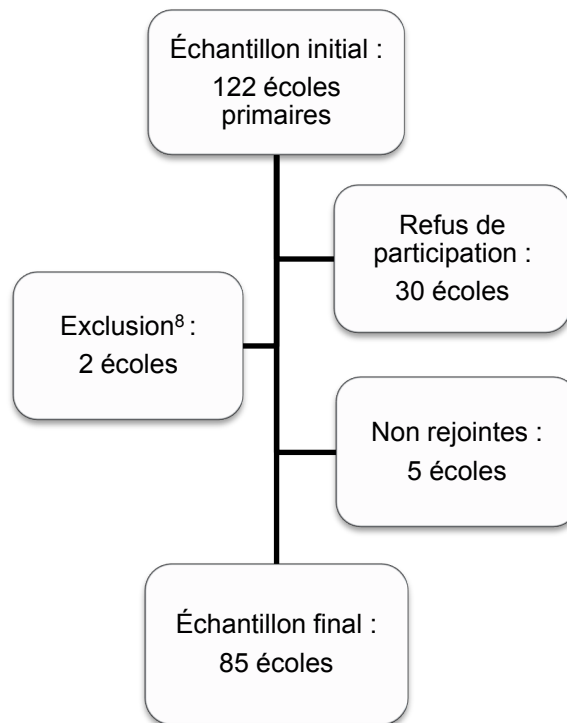 Échantillon initial :
122 écoles
primaires
Refus de
participation :
30 écoles
Exclusion⁸ :
2 écoles
Non rejointes :
5 écoles
Échantillon final :
85 écoles